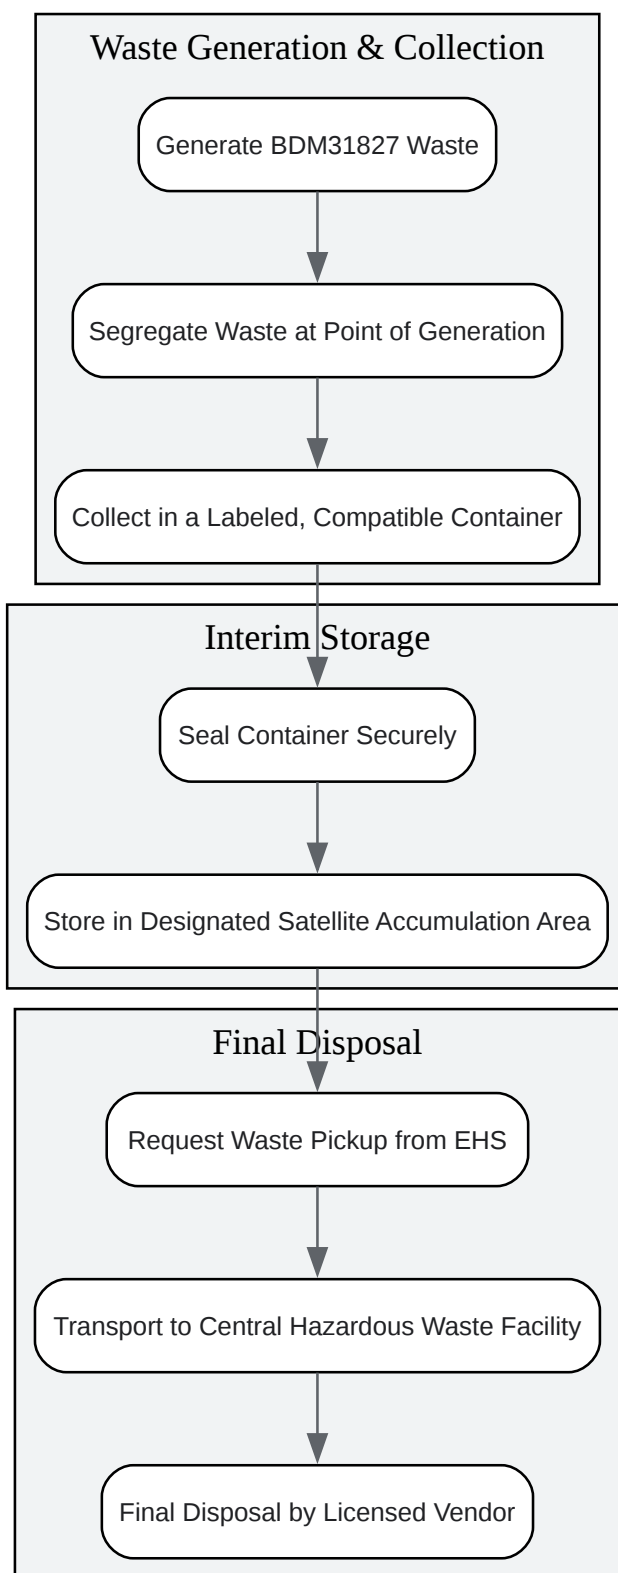 Waste Generation & Collection
Generate BDM31827 Waste
Segregate Waste at Point of Generation
Collect in a Labeled, Compatible Container
Interim Storage
Seal Container Securely
Store in Designated Satellite Accumulation Area
Final Disposal
Request Waste Pickup from EHS
Transport to Central Hazardous Waste Facility
Final Disposal by Licensed Vendor